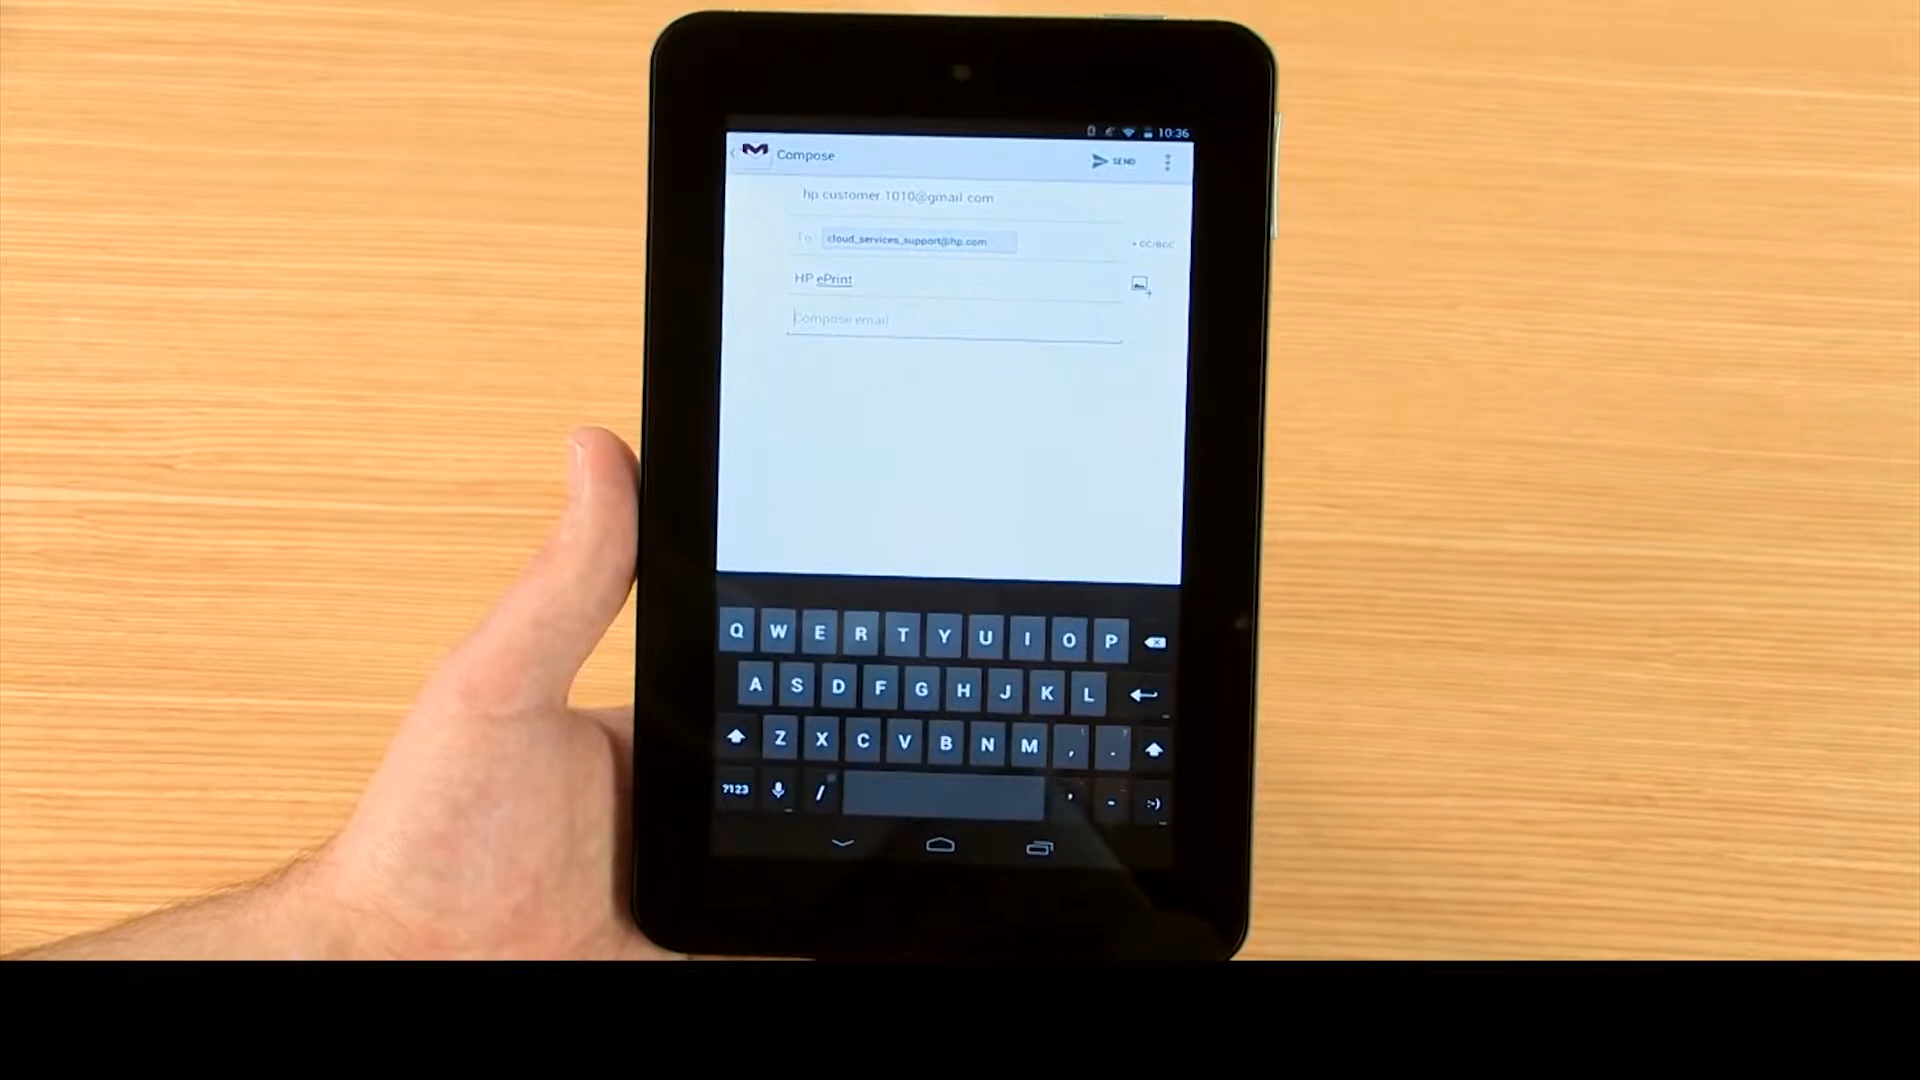 10:36
Compose SEND
hp.customer.1010@gmail.com
To cloud_services_support@hp.com + CC/BCC
HP ePrint
Compose email
Q W E R T Y U I O P
A S D F G H J K L
Z X C V B N M , .
?123 / ' - :-)